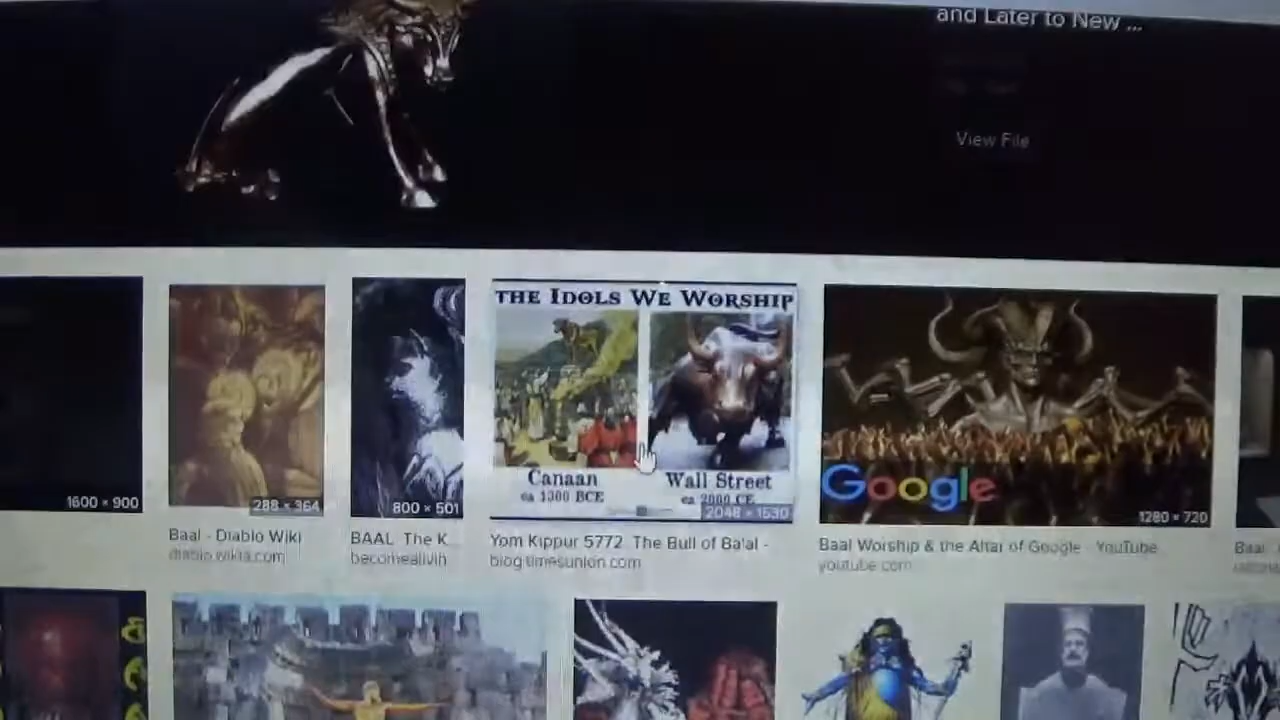 and Later to New ...
View File
THE IDOLS WE WORSHIP
Canaan
ca 1300 BCE
Wall Street
ca 2000 CE
Google
1600 × 900
288 × 364
800 × 501
2048 × 1530
1280 × 720
Baal - Diablo Wiki
diablo.wikia.com
BAAL The K
becomealivin
Yom Kippur 5772 The Bull of Ba'al -
blog.timesunion.com
Baal Worship & the Altar of Google - YouTube
youtube.com
Baal